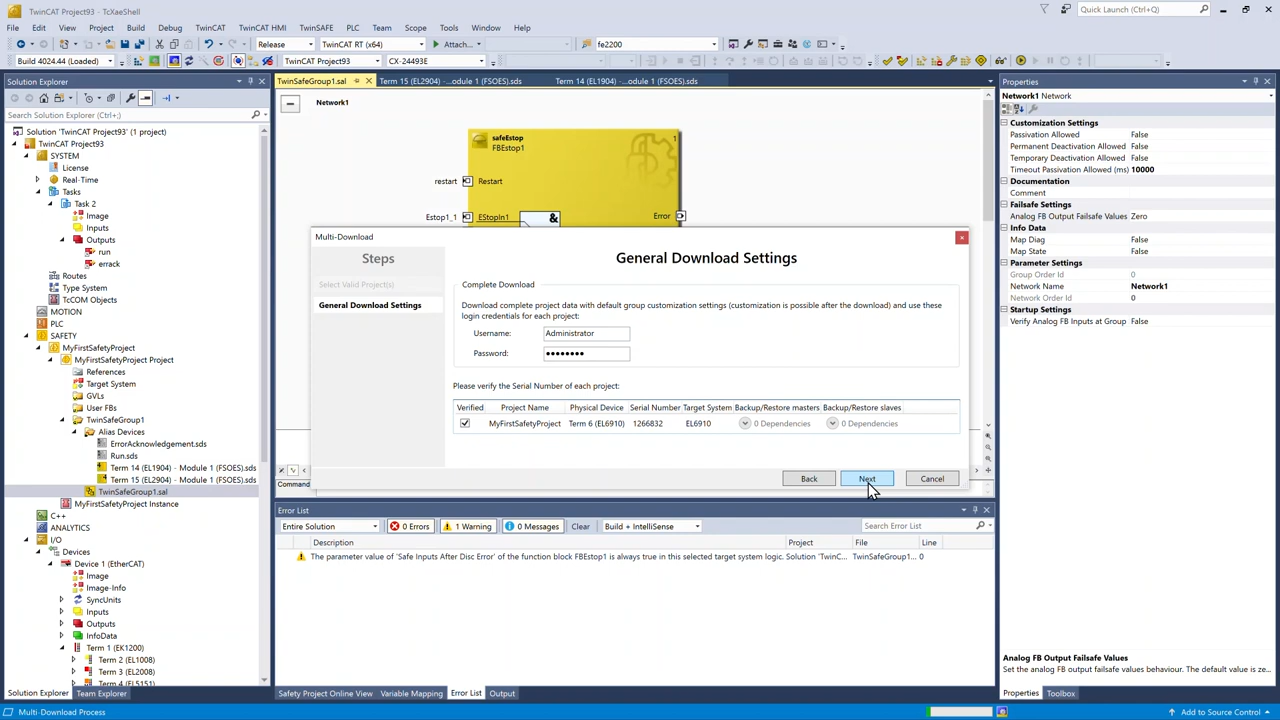 TwinCAT Project93 - TcXaeShell
Quick Launch (Ctrl+Q)
File Edit View Project Build Debug TwinCAT TwinCAT HMI TwinSAFE PLC Team Scope Tools Window Help
Release TwinCAT RT (x64) Attach... fe2200
Build 4024.44 (Loaded) TwinCAT Project93 CX-24493E
Solution Explorer
Search Solution Explorer (Ctrl+;)
Solution 'TwinCAT Project93' (1 project)
TwinCAT Project93
SYSTEM
License
Real-Time
Tasks
Task 2
Image
Inputs
Outputs
run
errack
Routes
Type System
TcCOM Objects
MOTION
PLC
SAFETY
MyFirstSafetyProject
MyFirstSafetyProject Project
References
Target System
GVLs
User FBs
TwinSafeGroup1
Alias Devices
ErrorAcknowledgement.sds
Run.sds
Term 14 (EL1904) - Module 1 (FSOES).sds
Term 15 (EL2904) - Module 1 (FSOES).sds
TwinSafeGroup1.sal
MyFirstSafetyProject Instance
C++
ANALYTICS
I/O
Devices
Device 1 (EtherCAT)
Image
Image-Info
SyncUnits
Inputs
Outputs
InfoData
Term 1 (EK1200)
Term 2 (EL1008)
Term 3 (EL2008)
Term 4 (EL5151)
Solution Explorer Team Explorer
TwinSafeGroup1.sal Term 15 (EL2904) -...odule 1 (FSOES).sds Term 14 (EL1904) -...odule 1 (FSOES).sds
Network1
safeEstop 1
FBEstop1
restart Restart
Estop1_1 EStopIn1 & Error
Multi-Download
Steps
Select Valid Project(s)
General Download Settings
General Download Settings
Complete Download
Download complete project data with default group customization settings (customization is possible after the download) and use these
login credentials for each project:
Username: Administrator
Password: ••••••••
Please verify the Serial Number of each project:
Verified Project Name Physical Device Serial Number Target System Backup/Restore masters Backup/Restore slaves
MyFirstSafetyProject Term 6 (EL6910) 1266832 EL6910 0 Dependencies 0 Dependencies
Back Next Cancel
Command
Error List
Entire Solution 0 Errors 1 Warning 0 Messages Clear Build + IntelliSense Search Error List
Description Project File Line
The parameter value of 'Safe Inputs After Disc Error' of the function block FBEstop1 is always true in this selected target system logic. Solution 'TwinC... TwinSafeGroup1... 0
Safety Project Online View Variable Mapping Error List Output
Properties
Network1 Network
Customization Settings
Passivation Allowed False
Permanent Deactivation Allowed False
Temporary Deactivation Allowed False
Timeout Passivation Allowed (ms) 10000
Documentation
Comment
Failsafe Settings
Analog FB Output Failsafe Values Zero
Info Data
Map Diag False
Map State False
Parameter Settings
Group Order Id 0
Network Name Network1
Network Order Id 0
Startup Settings
Verify Analog FB Inputs at Group False
Analog FB Output Failsafe Values
Set the analog FB output failsafe values behaviour. The default value is ze...
Properties Toolbox
Multi-Download Process
Add to Source Control